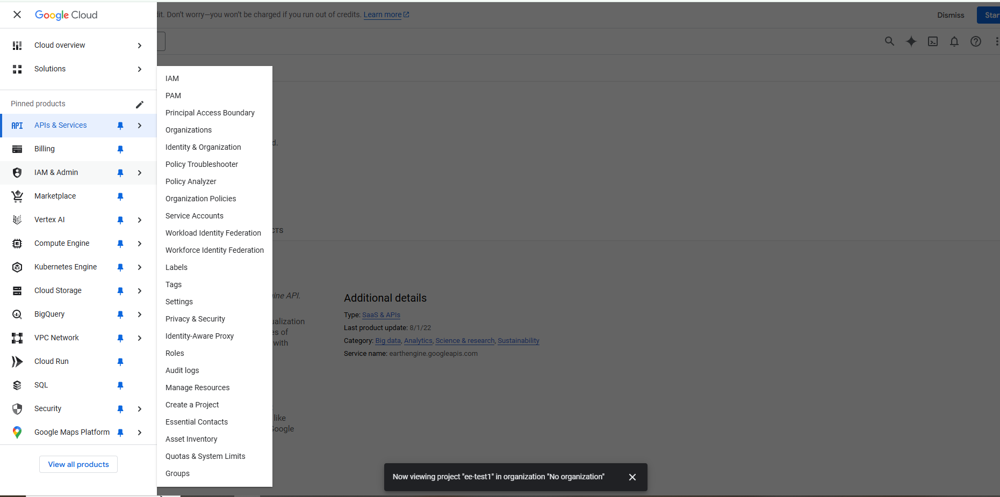 Google Cloud
dit. Don't worry—you won't be charged if you run out of credits. Learn more
Dismiss
Star
Cloud overview
Solutions
Pinned products
APIs & Services
Billing
IAM & Admin
Marketplace
Vertex AI
Compute Engine
Kubernetes Engine
Cloud Storage
BigQuery
VPC Network
Cloud Run
SQL
Security
Google Maps Platform
View all products
IAM
PAM
Principal Access Boundary
Organizations
Identity & Organization
Policy Troubleshooter
Policy Analyzer
Organization Policies
Service Accounts
Workload Identity Federation
Workforce Identity Federation
Labels
Tags
Settings
Privacy & Security
Identity-Aware Proxy
Roles
Audit logs
Manage Resources
Create a Project
Essential Contacts
Asset Inventory
Quotas & System Limits
Groups
d.
CTS
ine API.
ualization
es of
with
like
Google
Additional details
Type: SaaS & APIs
Last product update: 8/1/22
Category: Big data, Analytics, Science & research, Sustainability
Service name: earthengine.googleapis.com
Now viewing project "ee-test1" in organization "No organization"